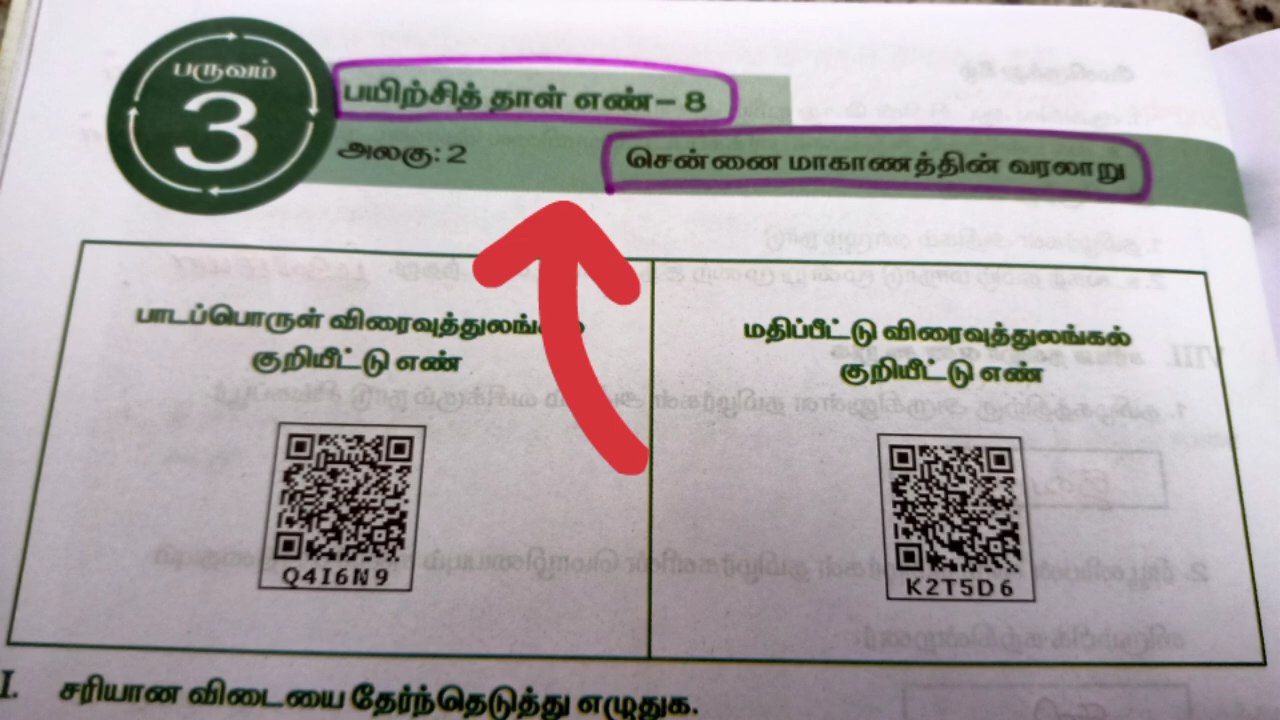 பருவம்
3
பயிற்சித் தாள் எண்– 8
அலகு: 2
சென்னை மாகாணத்தின் வரலாறு
பாடப்பொருள் விரைவுத்துலங்கல்
குறியீட்டு எண்
மதிப்பீட்டு விரைவுத்துலங்கல்
குறியீட்டு எண்
Q4I6N9
K2T5D6
I. சரியான விடையை தேர்ந்தெடுத்து எழுதுக.